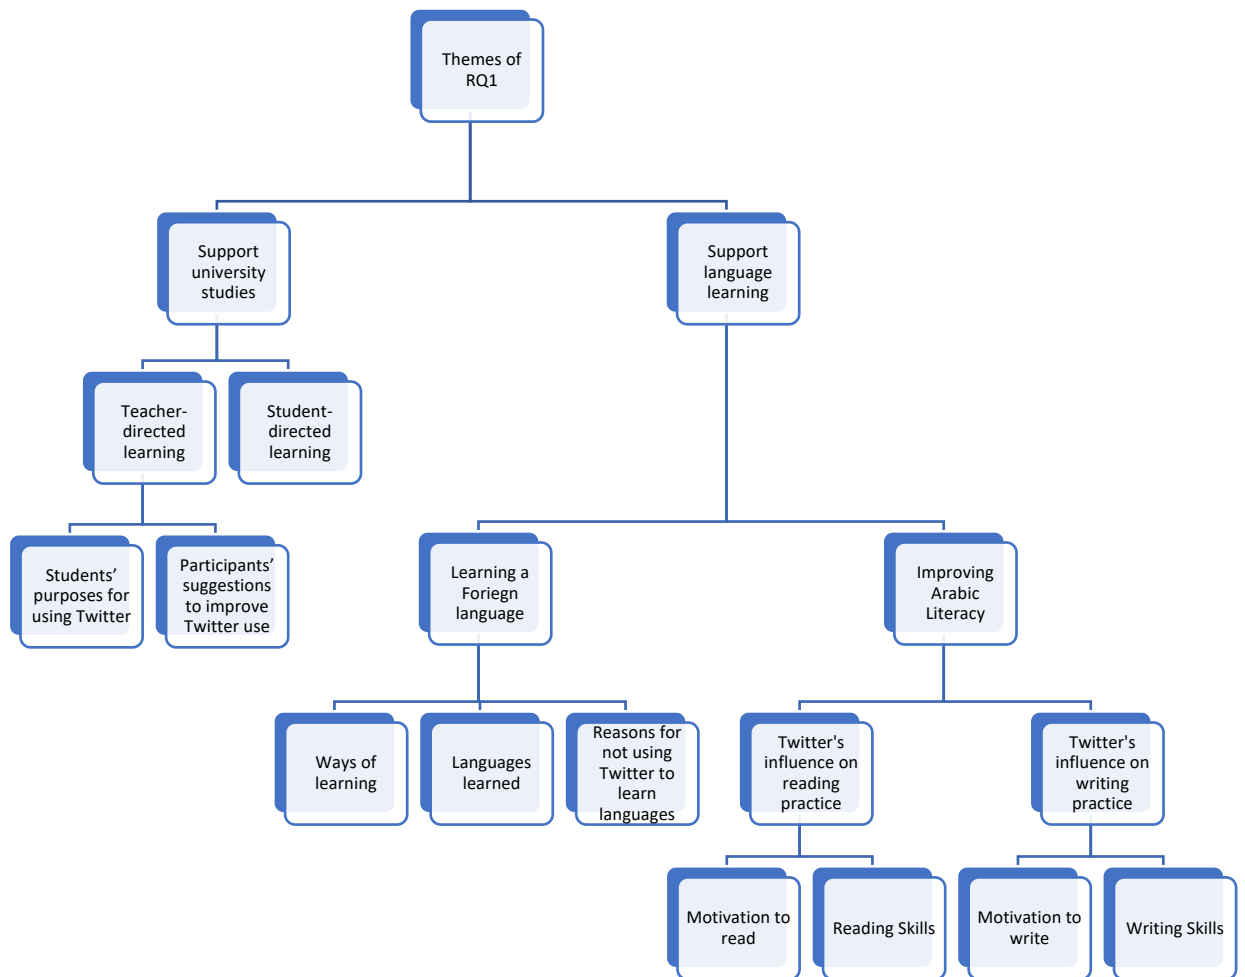 Themes of
RQ1
Support
university
studies
Support
language
learning
Teacher-
directed
learning
Student-
directed
learning
Students’
purposes for
using Twitter
Participants’
suggestions
to improve
Twitter use
Learning a
Foriegn
language
Improving
Arabic
Literacy
Ways of
learning
Languages
learned
Reasons for
not using
Twitter to
learn
languages
Twitter's
influence on
reading
practice
Twitter's
influence on
writing
practice
Motivation to
read
Reading Skills
Motivation to
write
Writing Skills